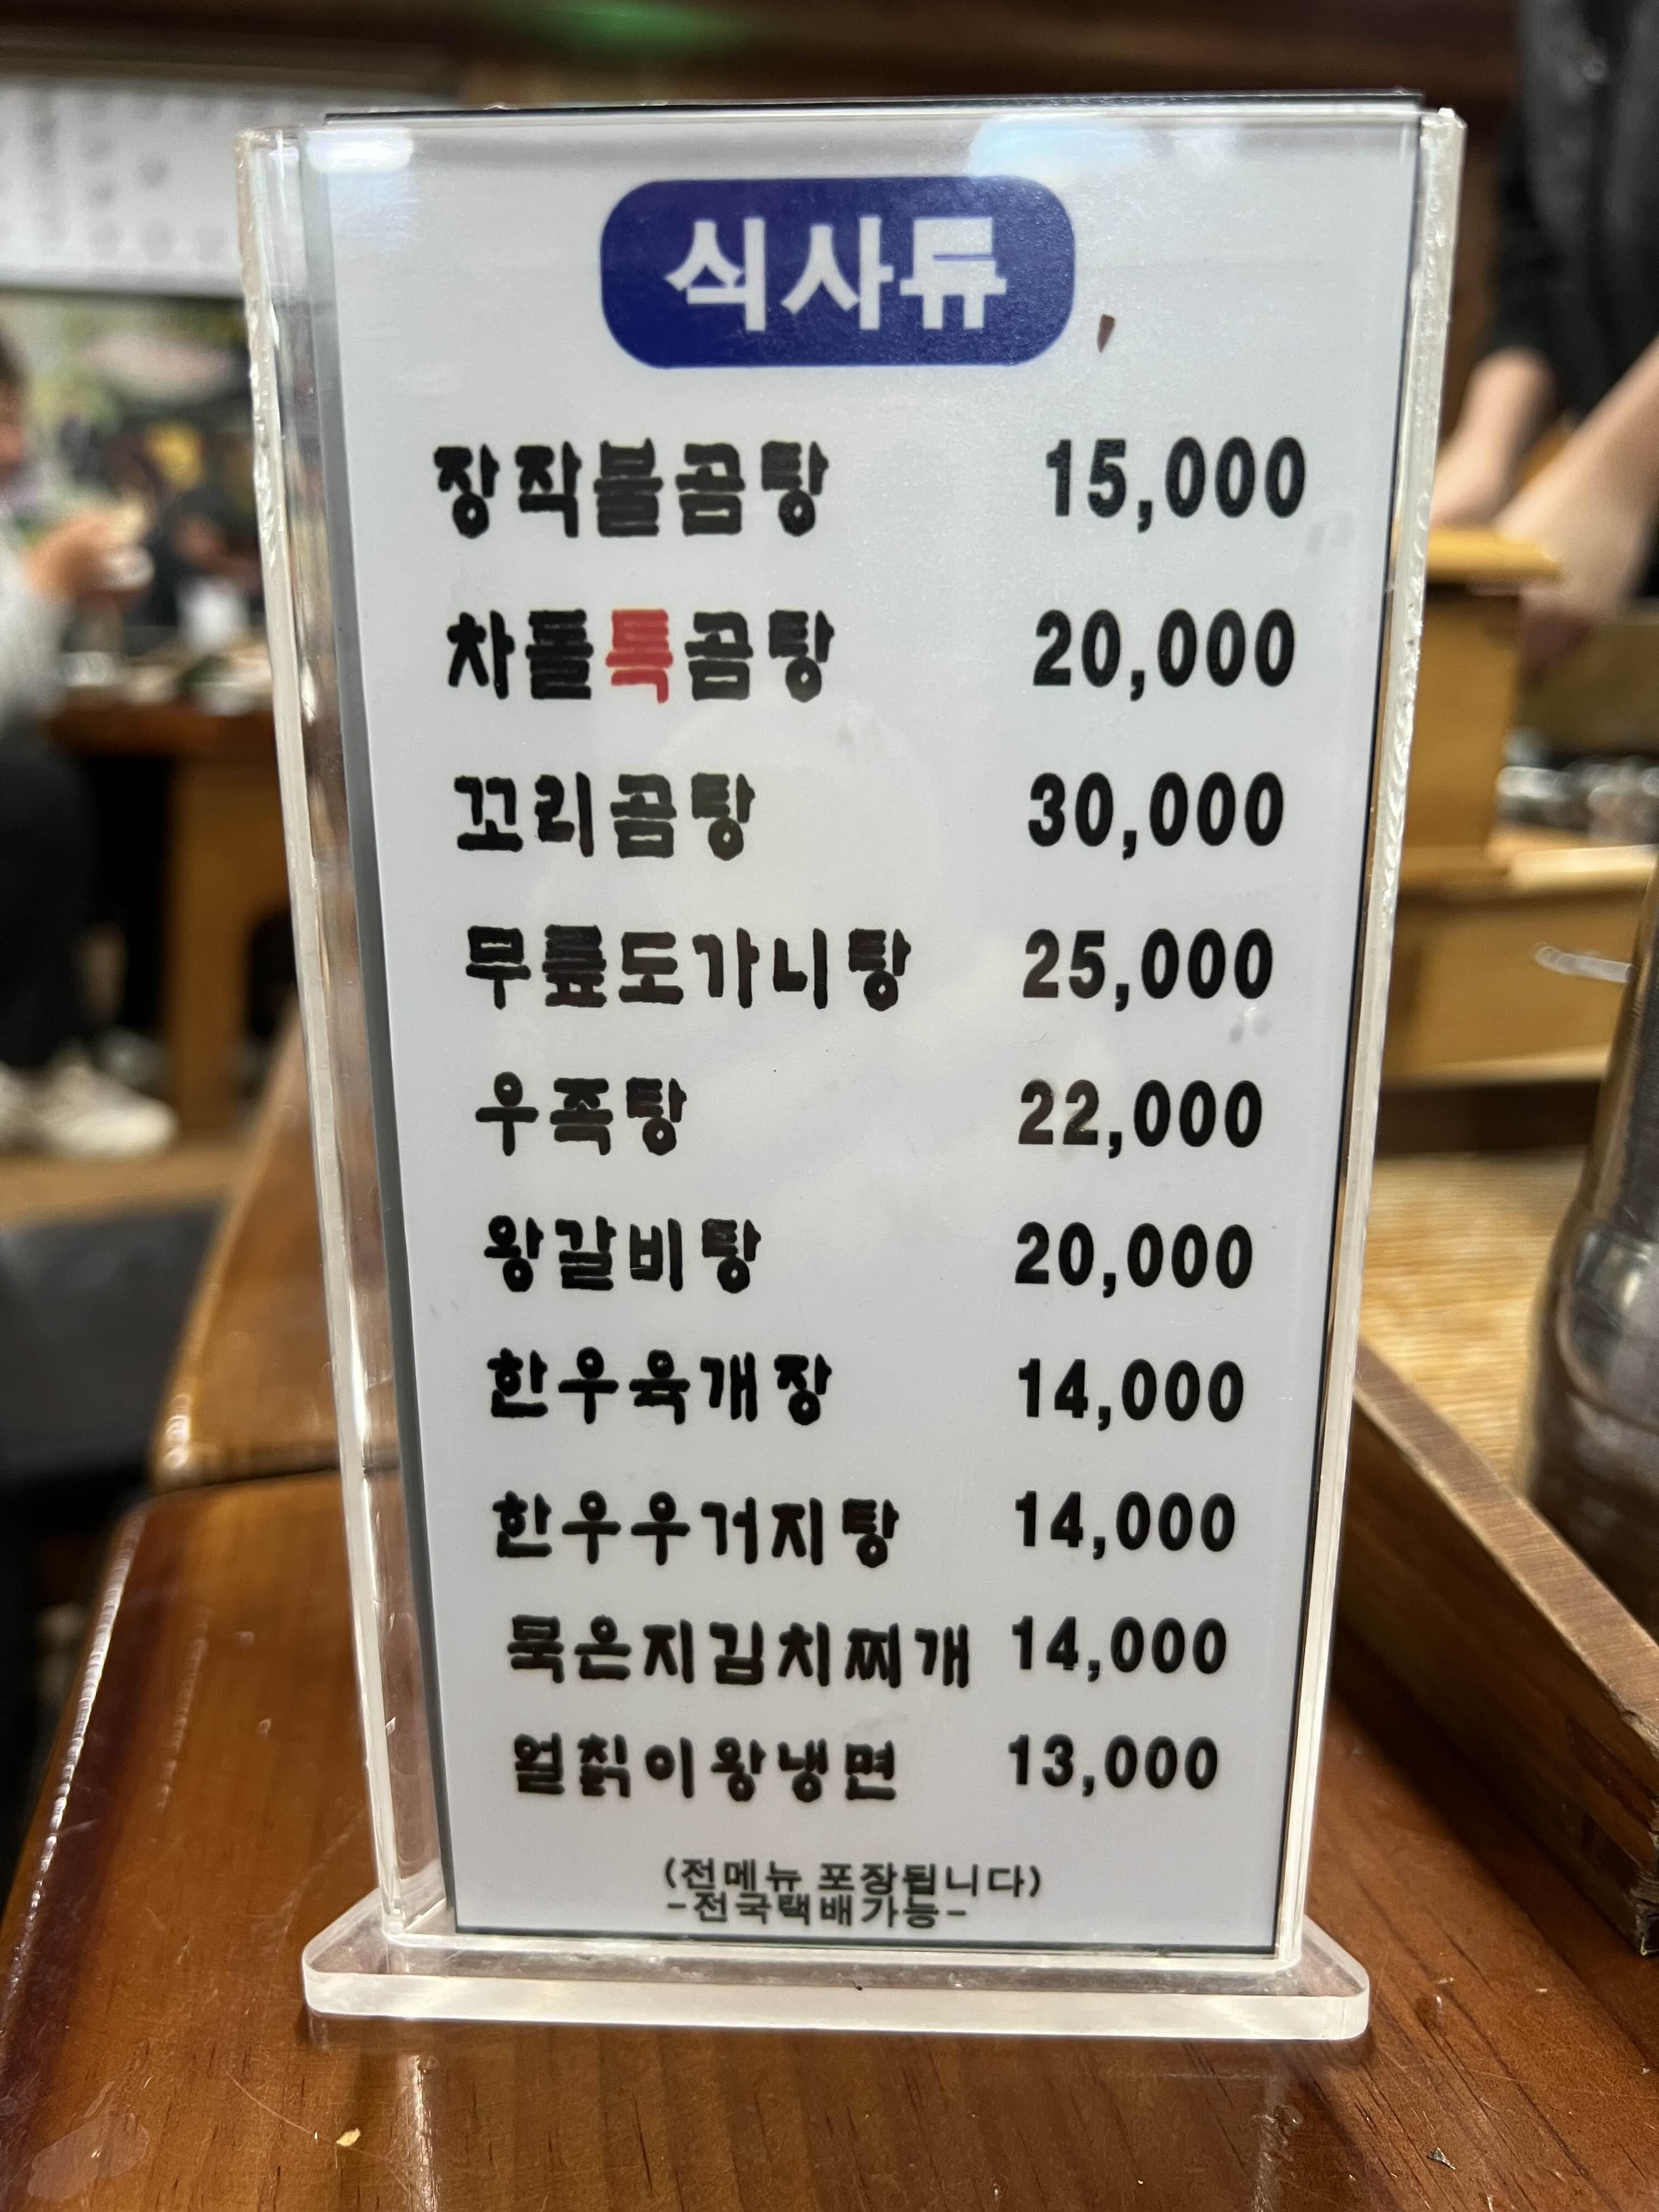 식사류
장작불곰탕 15,000
차돌특곰탕 20,000
꼬리곰탕 30,000
무릎도가니탕 25,000
우족탕 22,000
왕갈비탕 20,000
한우육개장 14,000
한우우거지탕 14,000
묵은지김치찌개 14,000
얼칡이왕냉면 13,000
(전메뉴 포장됩니다)
-전국택배가능-